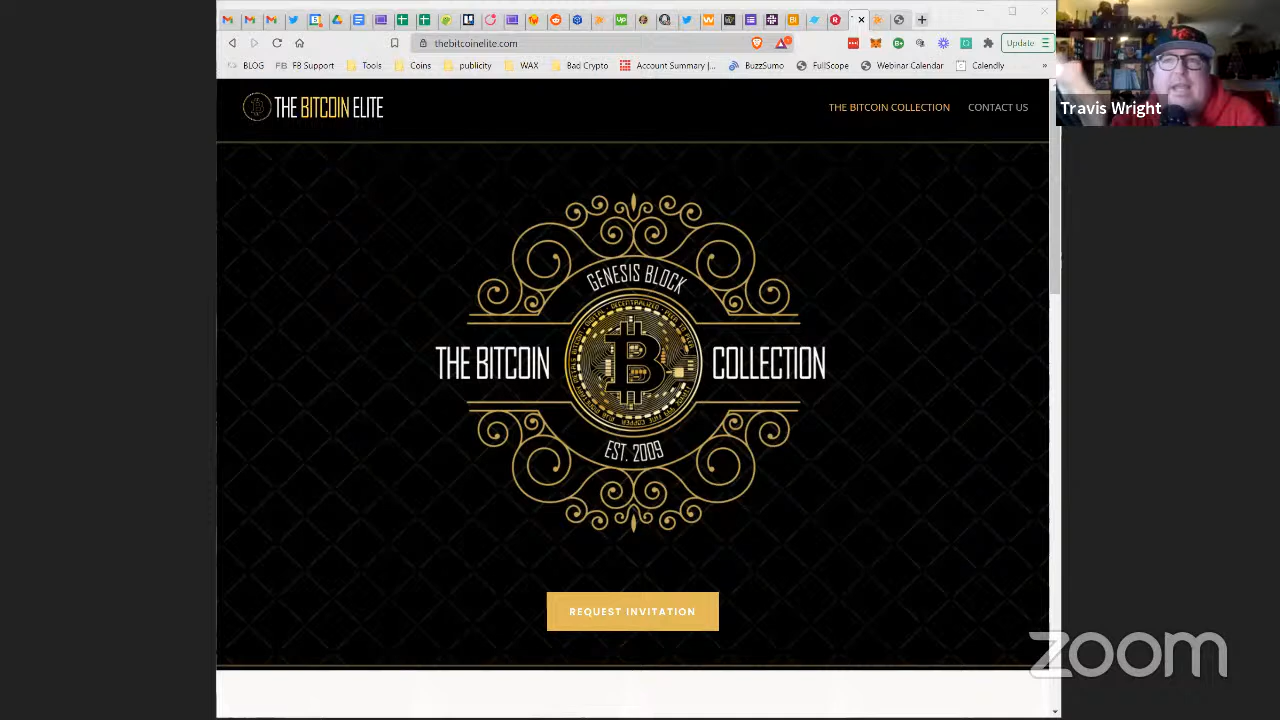 thebitcoinelite.com
Update
BLOG
FB Support
Tools
Coins
publicity
WAX
Bad Crypto
Account Summary |...
BuzzSumo
FullScope
Webinar Calendar
Calendly
»
THE BITCOIN ELITE
THE BITCOIN COLLECTION
CONTACT US
Travis Wright
GENESIS BLOCK
THE BITCOIN
COLLECTION
EST. 2009
REQUEST INVITATION
zoom